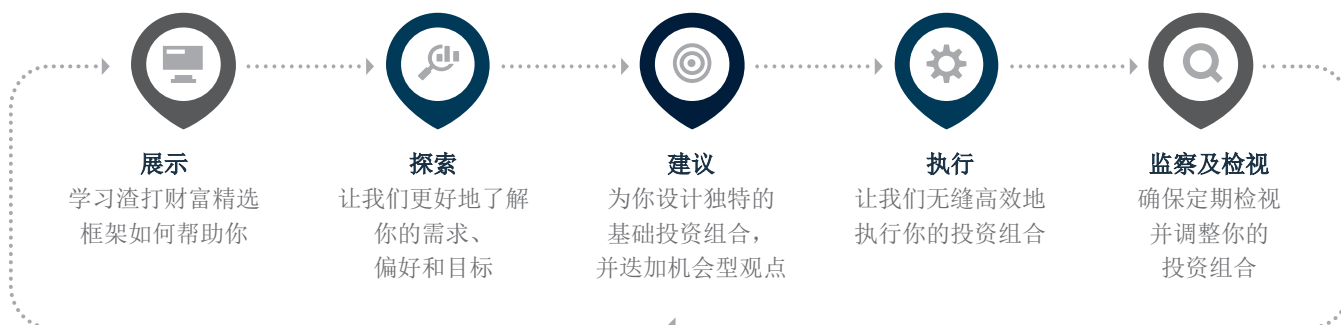 展示
学习渣打财富精选
框架如何帮助你
探索
让我们更好地了解
你的需求、
偏好和目标
建议
为你设计独特的
基础投资组合，
并迭加机会型观点
执行
让我们无缝高效地
执行你的投资组合
监察及检视
确保定期检视
并调整你的
投资组合